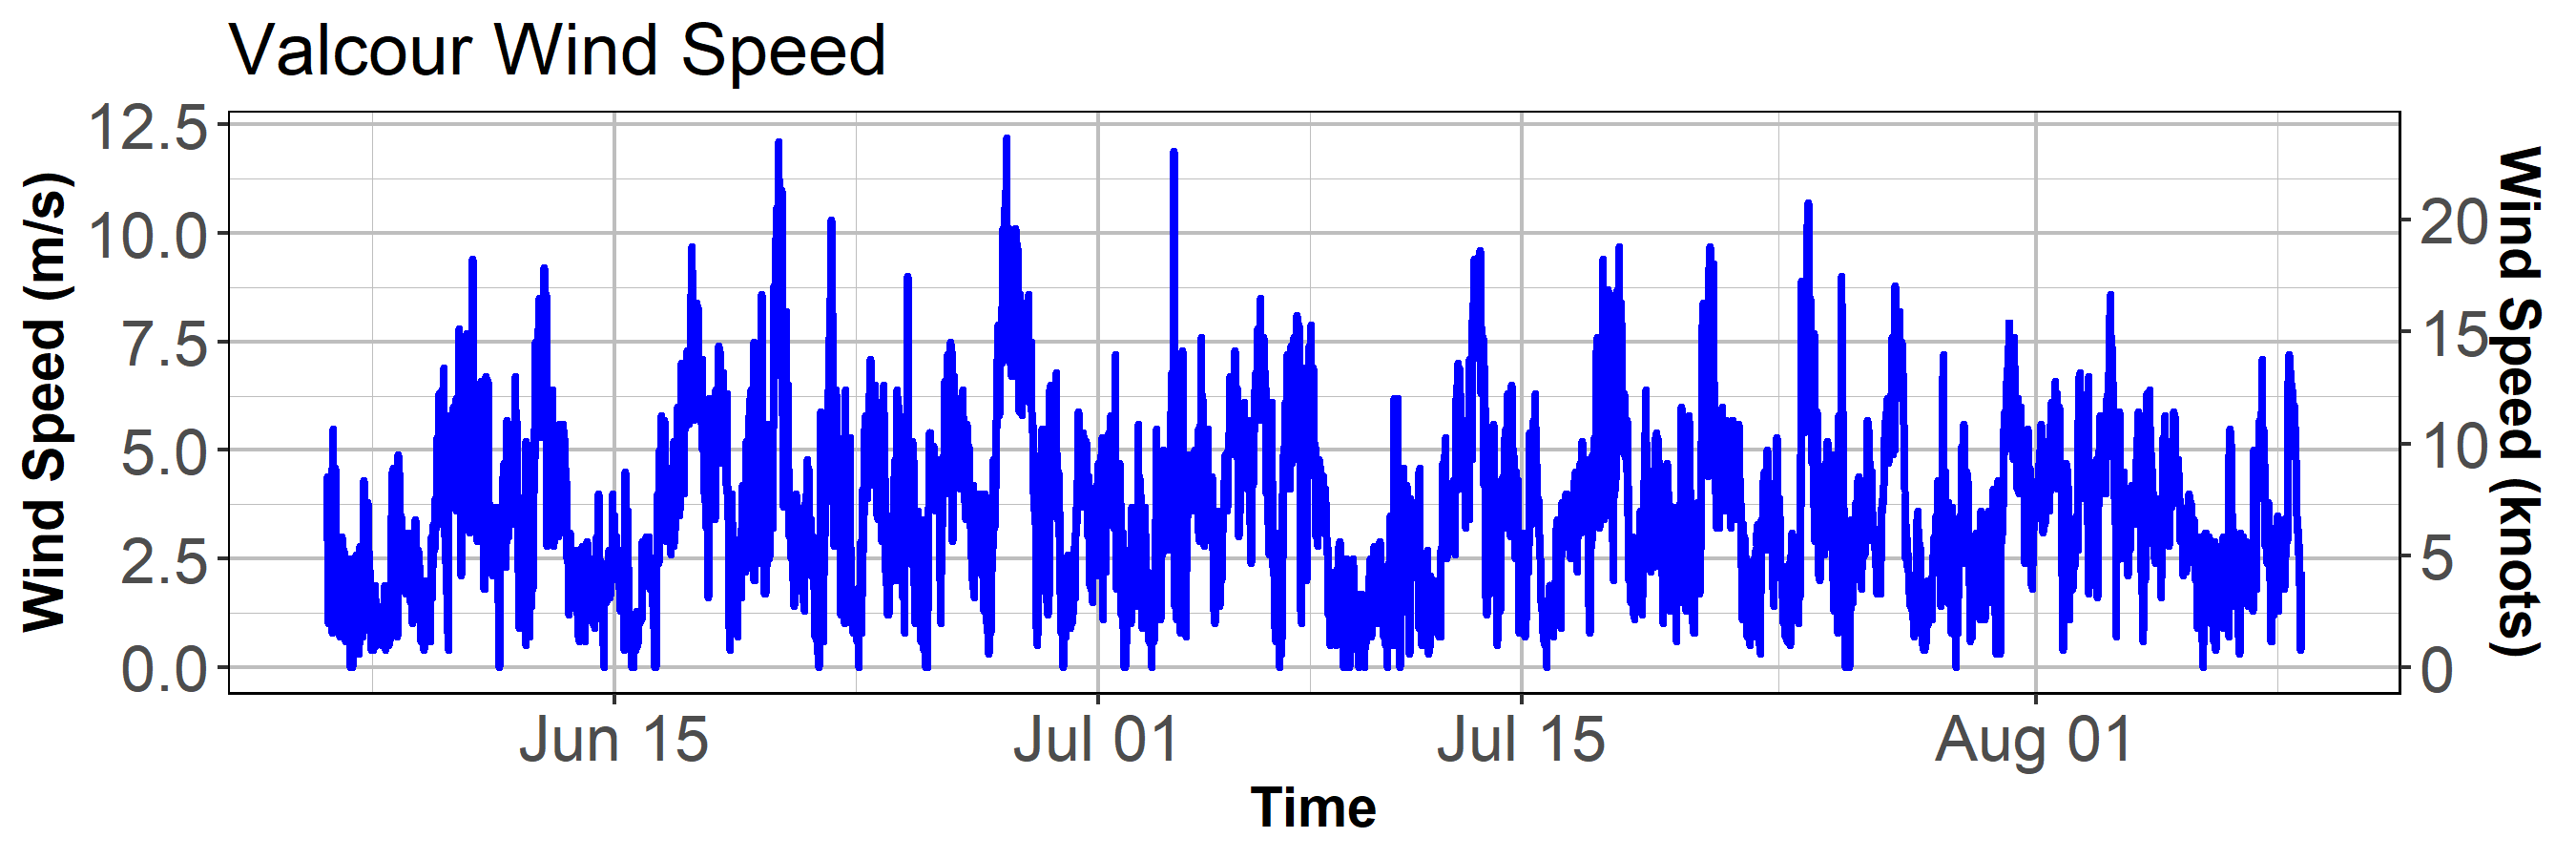 Valcour Wind Speed
12.5
10.0
7.5
5.0
2.5
0.0
Wind Speed (m/s)
20
15
10
5
0
Wind Speed (knots)
Jun 15
Jul 01
Jul 15
Aug 01
Time